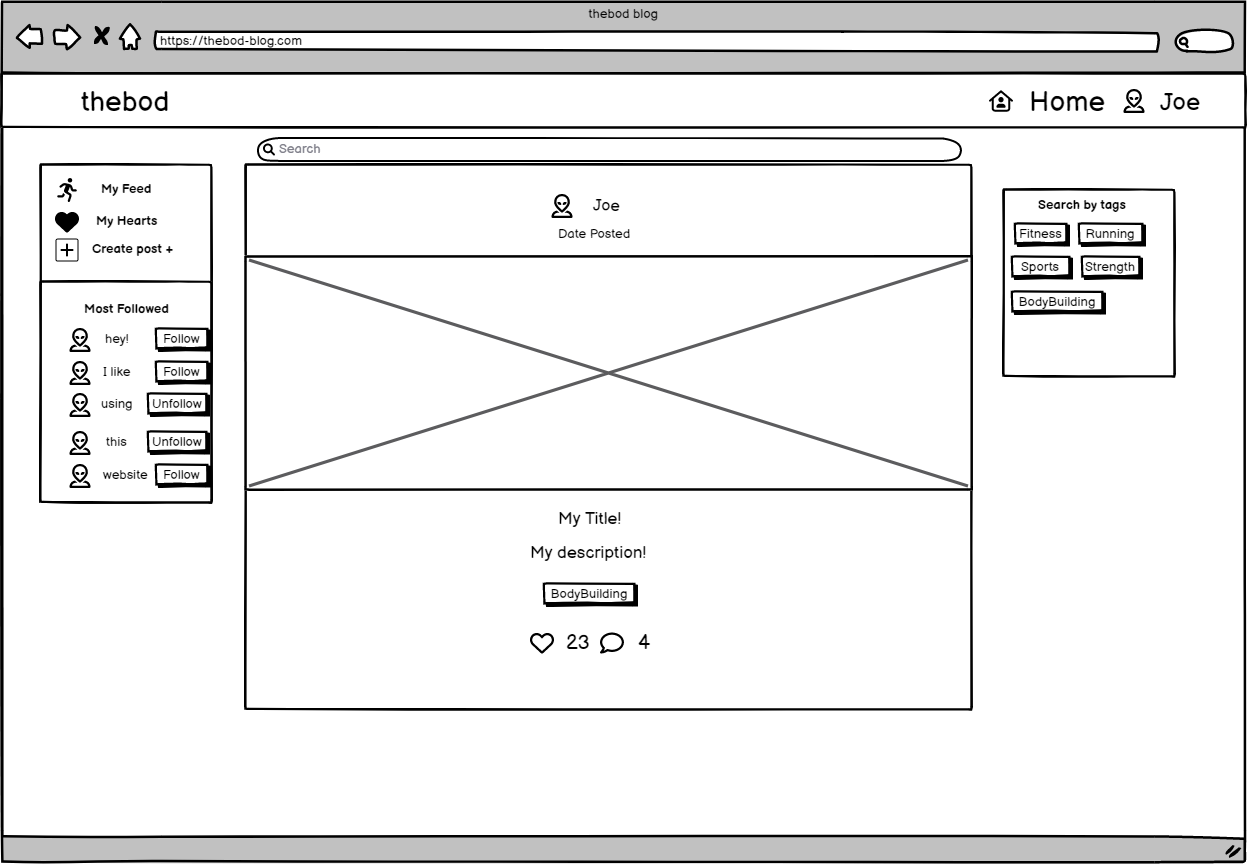 thebod blog
https://thebod-blog.com
thebod
Home
Joe
Search
My Feed
My Hearts
Create post +
Most Followed
hey! Follow
I like Follow
using Unfollow
this Unfollow
website Follow
Joe
Date Posted
My Title!
My description!
BodyBuilding
23 4
Search by tags
Fitness Running
Sports Strength
BodyBuilding